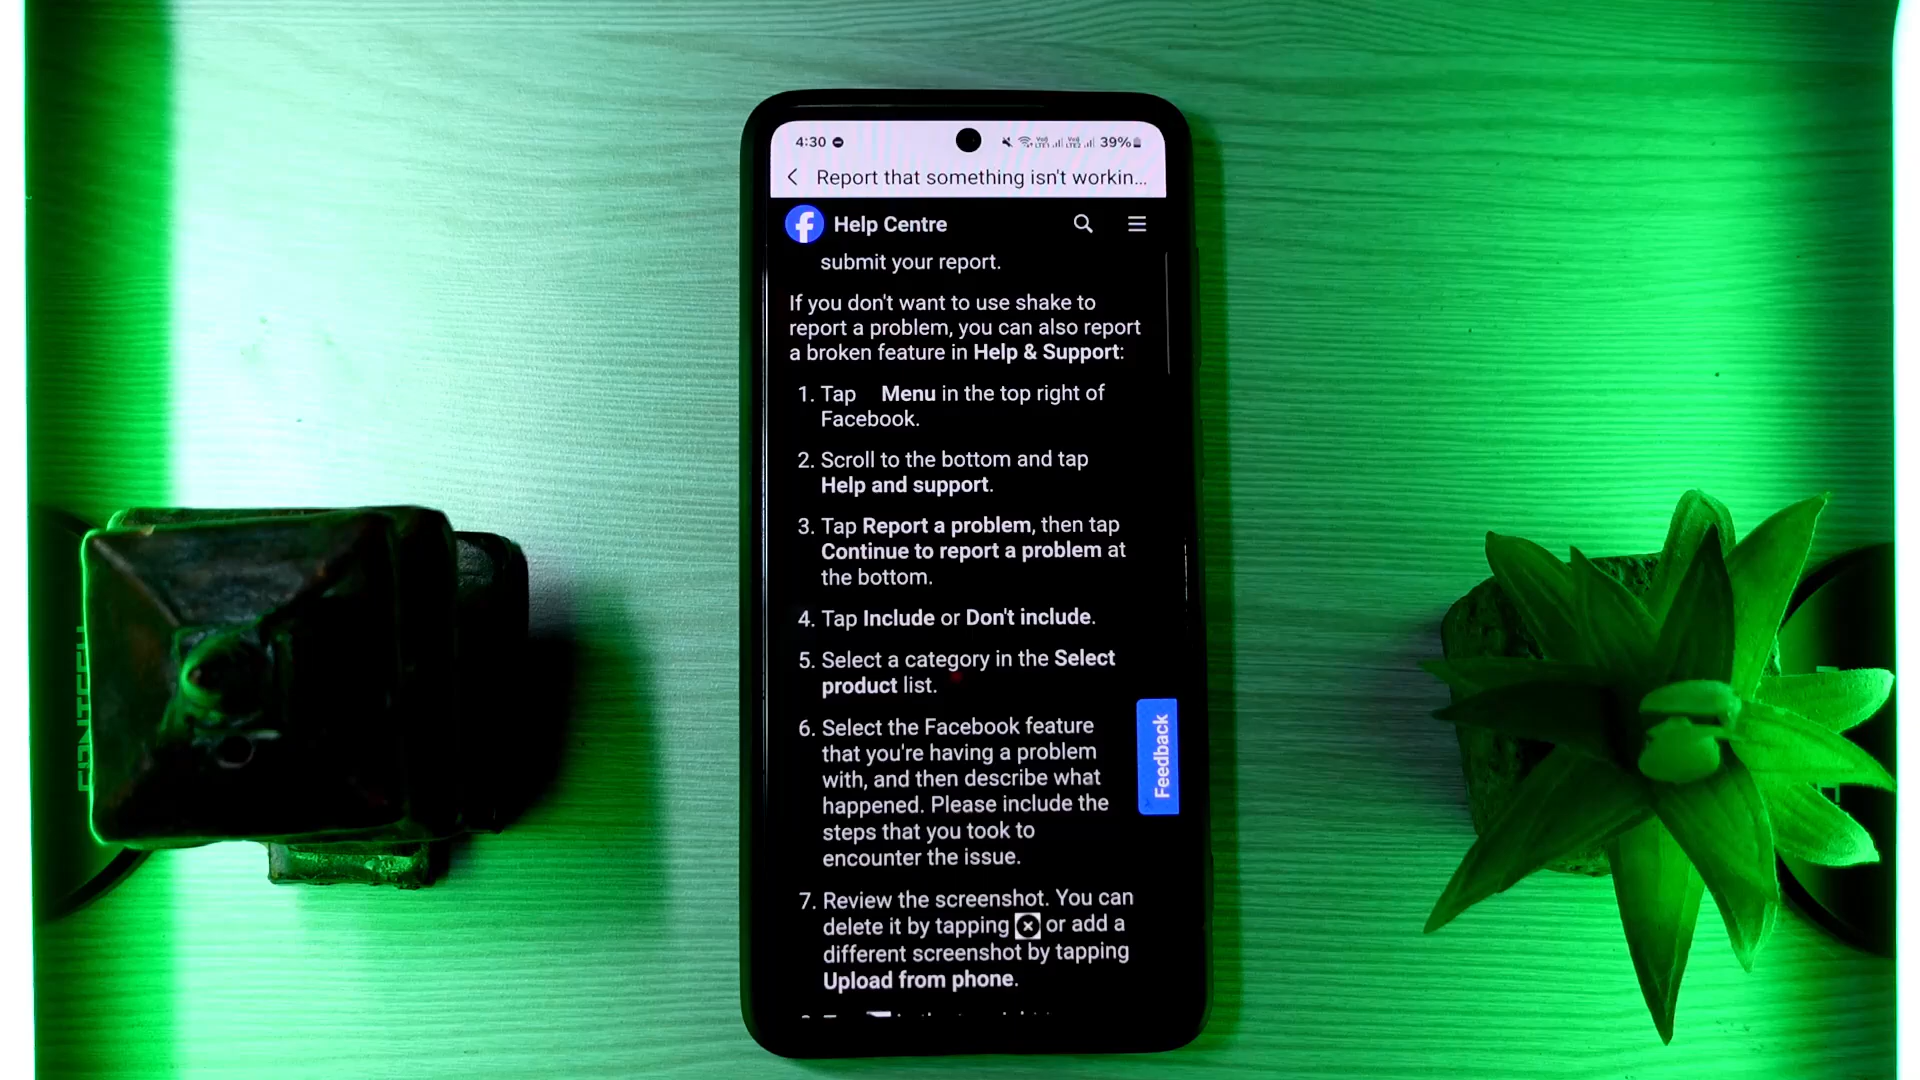 4:30
39%
Report that something isn't workin...
Help Centre
submit your report.
If you don't want to use shake to
report a problem, you can also report
a broken feature in Help & Support:
1. Tap Menu in the top right of
Facebook.
2. Scroll to the bottom and tap
Help and support.
3. Tap Report a problem, then tap
Continue to report a problem at
the bottom.
4. Tap Include or Don't include.
5. Select a category in the Select
product list.
6. Select the Facebook feature
that you're having a problem
with, and then describe what
happened. Please include the
steps that you took to
encounter the issue.
Feedback
7. Review the screenshot. You can
delete it by tapping or add a
different screenshot by tapping
Upload from phone.